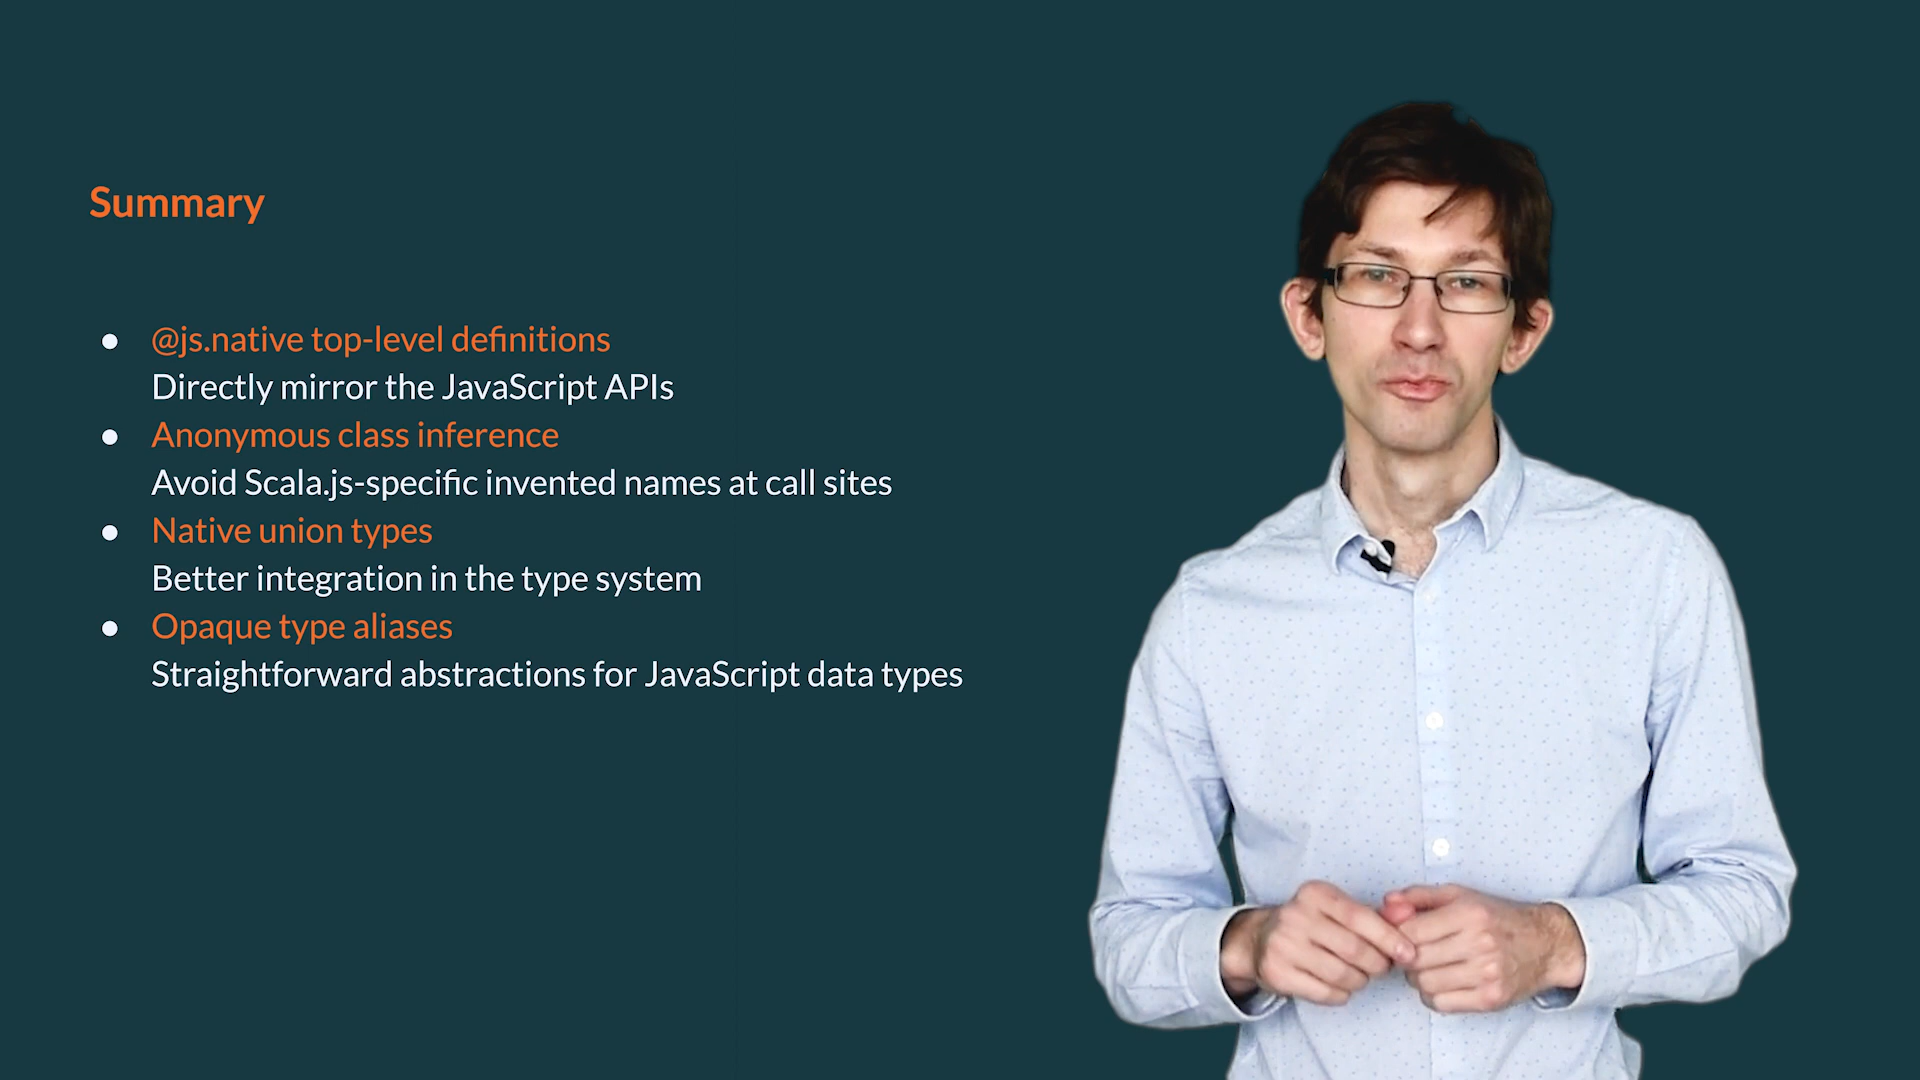 Summary
● @js.native top-level definitions
Directly mirror the JavaScript APIs
● Anonymous class inference
Avoid Scala.js-specific invented names at call sites
● Native union types
Better integration in the type system
● Opaque type aliases
Straightforward abstractions for JavaScript data types